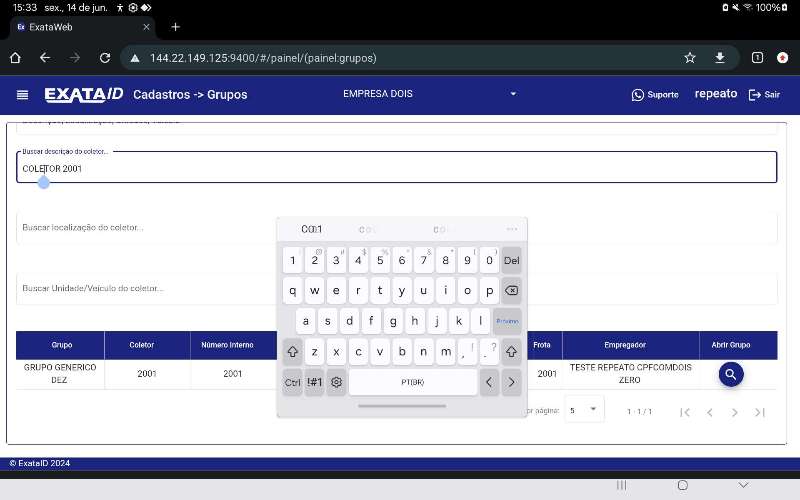 15:33 sex., 14 de jun.
100%
Ex ExataWeb
144.22.149.125:9400/#/painel/(painel:grupos)
1
EXATAID Cadastros -> Grupos EMPRESA DOIS Suporte repeato Sair
Buscar descrição do coletor...
COLETOR 2001
Buscar localização do coletor...
Buscar Unidade/Veículo do coletor...
Grupo Coletor Número Interno Frota Empregador Abrir Grupo
GRUPO GENERICO DEZ 2001 2001 2001 TESTE REPEATO CPFCOMDOIS ZERO
por página: 5 1 - 1 / 1
1 2 3 4 5 6 7 8 9 0 Del
q w e r t y u i o p
a s d f g h j k l Próximo
z x c v b n m , ! . ?
Ctrl !#1 PT(BR)
© ExataID 2024